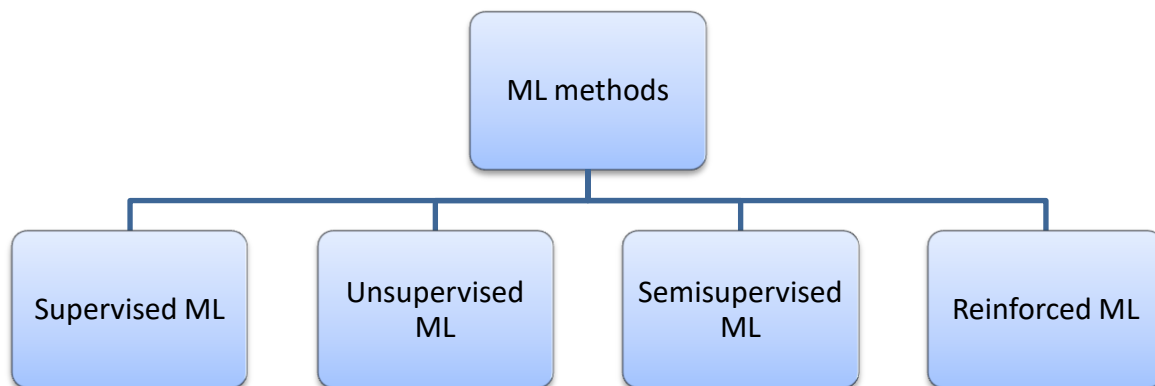 ML methods
Supervised ML
Unsupervised
ML
Semisupervised
ML
Reinforced ML